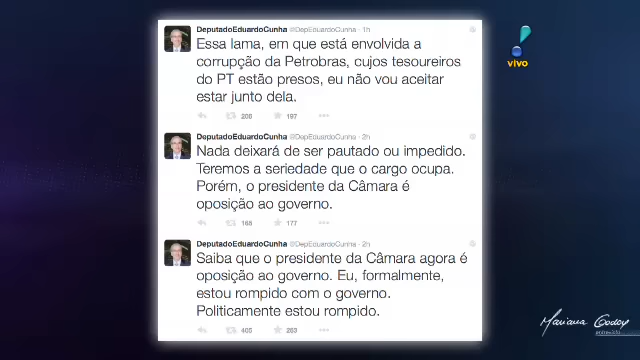 DeputadoEduardoCunha @DepEduardoCunha · 1h
Essa lama, em que está envolvida a
corrupção da Petrobras, cujos tesoureiros
do PT estão presos, eu não vou aceitar
estar junto dela.
208 197
DeputadoEduardoCunha @DepEduardoCunha · 2h
Nada deixará de ser pautado ou impedido.
Teremos a seriedade que o cargo ocupa.
Porém, o presidente da Câmara é
oposição ao governo.
165 177
DeputadoEduardoCunha @DepEduardoCunha · 2h
Saiba que o presidente da Câmara agora é
oposição ao governo. Eu, formalmente,
estou rompido com o governo.
Politicamente estou rompido.
405 263
vivo
Mariana Godoy
entrevista